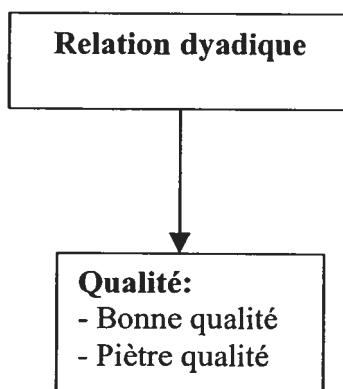 Relation dyadique
Qualité:
- Bonne qualité
- Piètre qualité